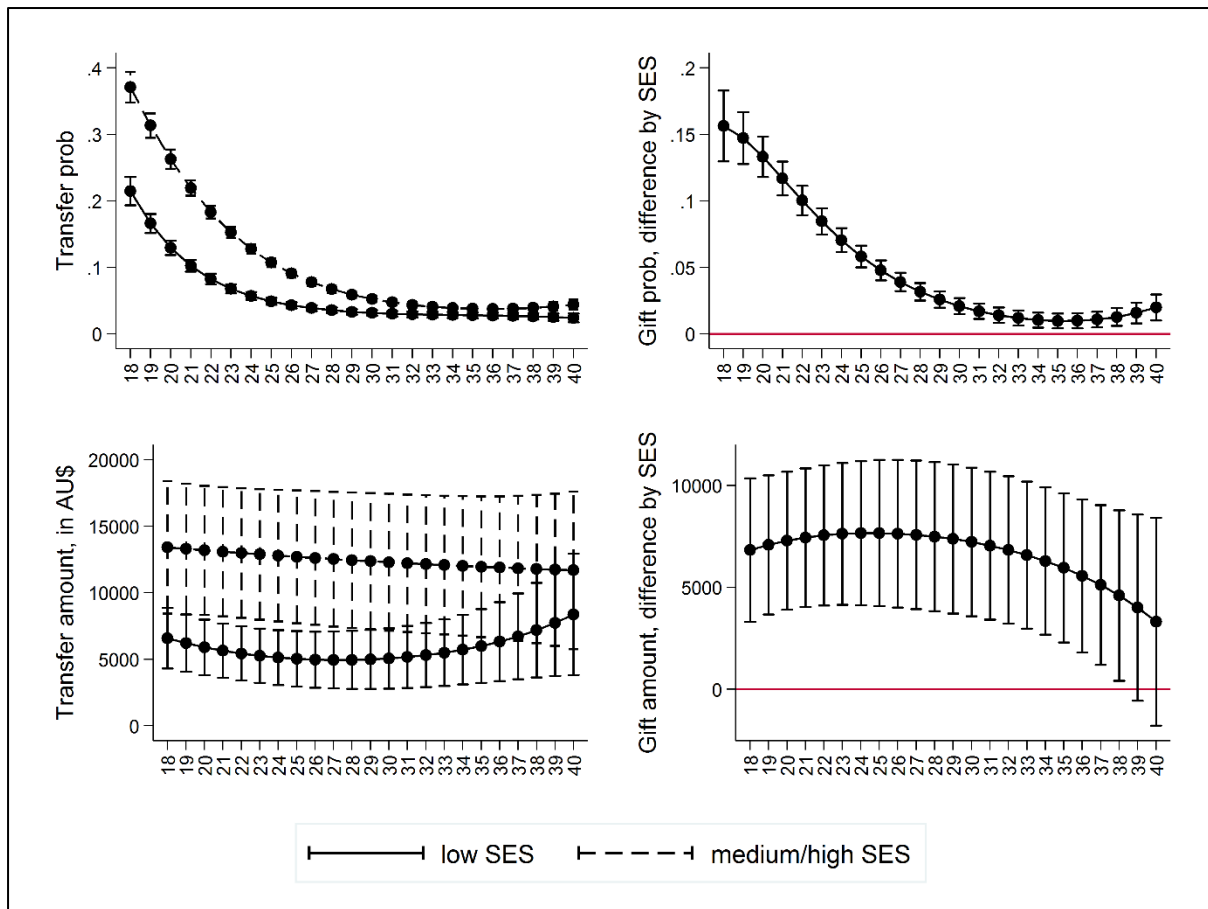 Transfer prob
.4
.3
.2
.1
0
18 19 20 21 22 23 24 25 26 27 28 29 30 31 32 33 34 35 36 37 38 39 40
Gift prob, difference by SES
.2
.15
.1
.05
0
18 19 20 21 22 23 24 25 26 27 28 29 30 31 32 33 34 35 36 37 38 39 40
Transfer amount, in AU$
20000
15000
10000
5000
0
18 19 20 21 22 23 24 25 26 27 28 29 30 31 32 33 34 35 36 37 38 39 40
Gift amount, difference by SES
10000
5000
0
18 19 20 21 22 23 24 25 26 27 28 29 30 31 32 33 34 35 36 37 38 39 40
low SES
medium/high SES